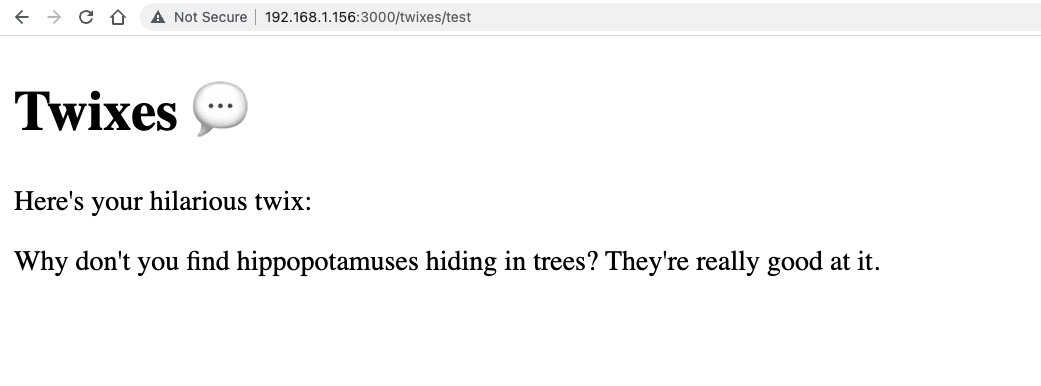 Not Secure 192.168.1.156:3000/twixes/test
Twixes 💬
Here's your hilarious twix:
Why don't you find hippopotamuses hiding in trees? They're really good at it.